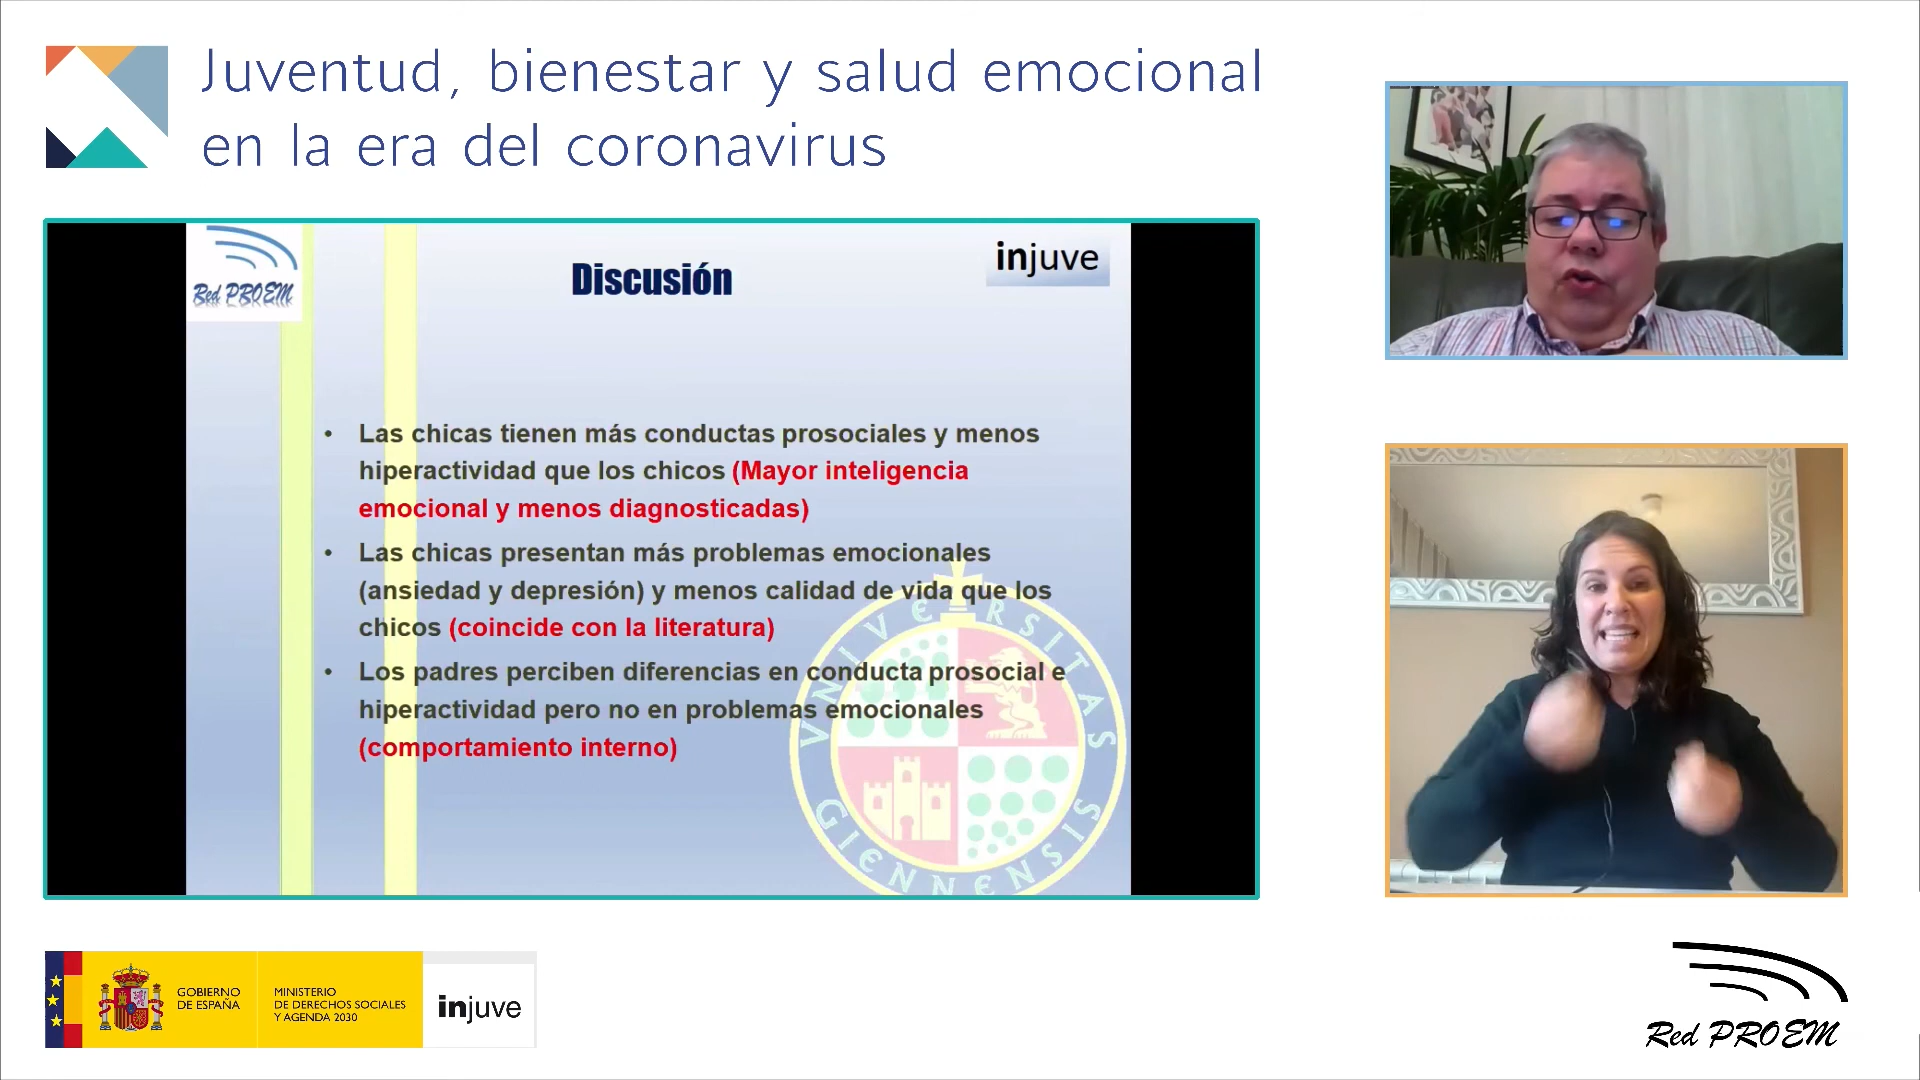 Juventud, bienestar y salud emocional
en la era del coronavirus
Red PROEM
Discusión
injuve
• Las chicas tienen más conductas prosociales y menos
hiperactividad que los chicos (Mayor inteligencia
emocional y menos diagnosticadas)
• Las chicas presentan más problemas emocionales
(ansiedad y depresión) y menos calidad de vida que los
chicos (coincide con la literatura)
• Los padres perciben diferencias en conducta prosocial e
hiperactividad pero no en problemas emocionales
(comportamiento interno)
VNIVERSITAS
GIENNENSIS
GOBIERNO
DE ESPAÑA
MINISTERIO
DE DERECHOS SOCIALES
Y AGENDA 2030
injuve
Red PROEM